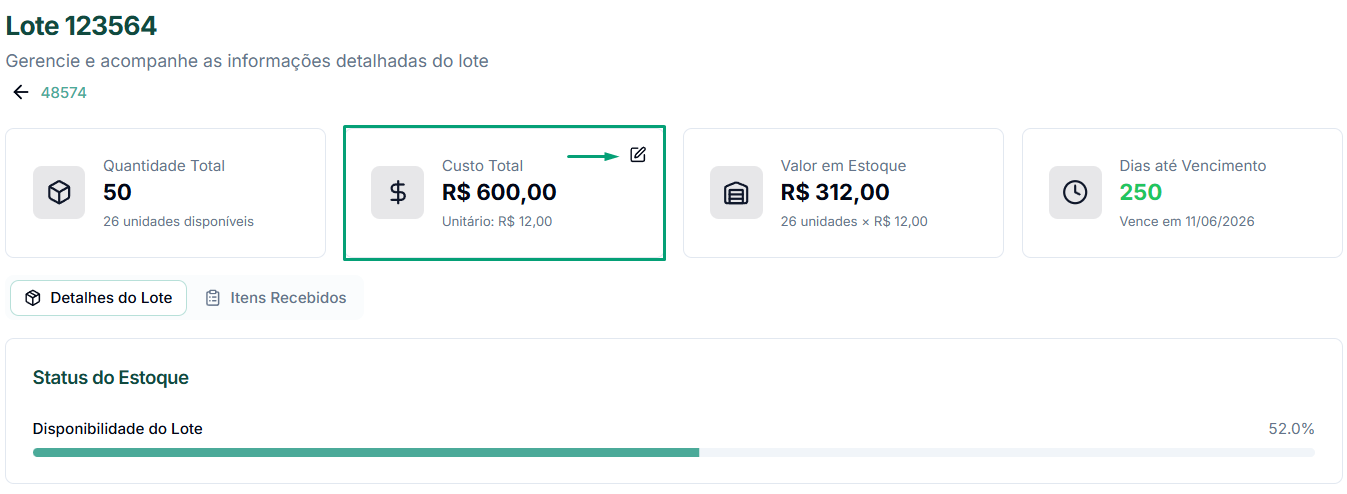 Lote 123564
Gerencie e acompanhe as informações detalhadas do lote
48574
Quantidade Total
50
26 unidades disponíveis
Custo Total
R$ 600,00
Unitário: R$ 12,00
Valor em Estoque
R$ 312,00
26 unidades × R$ 12,00
Dias até Vencimento
250
Vence em 11/06/2026
Detalhes do Lote
Itens Recebidos
Status do Estoque
Disponibilidade do Lote
52.0%